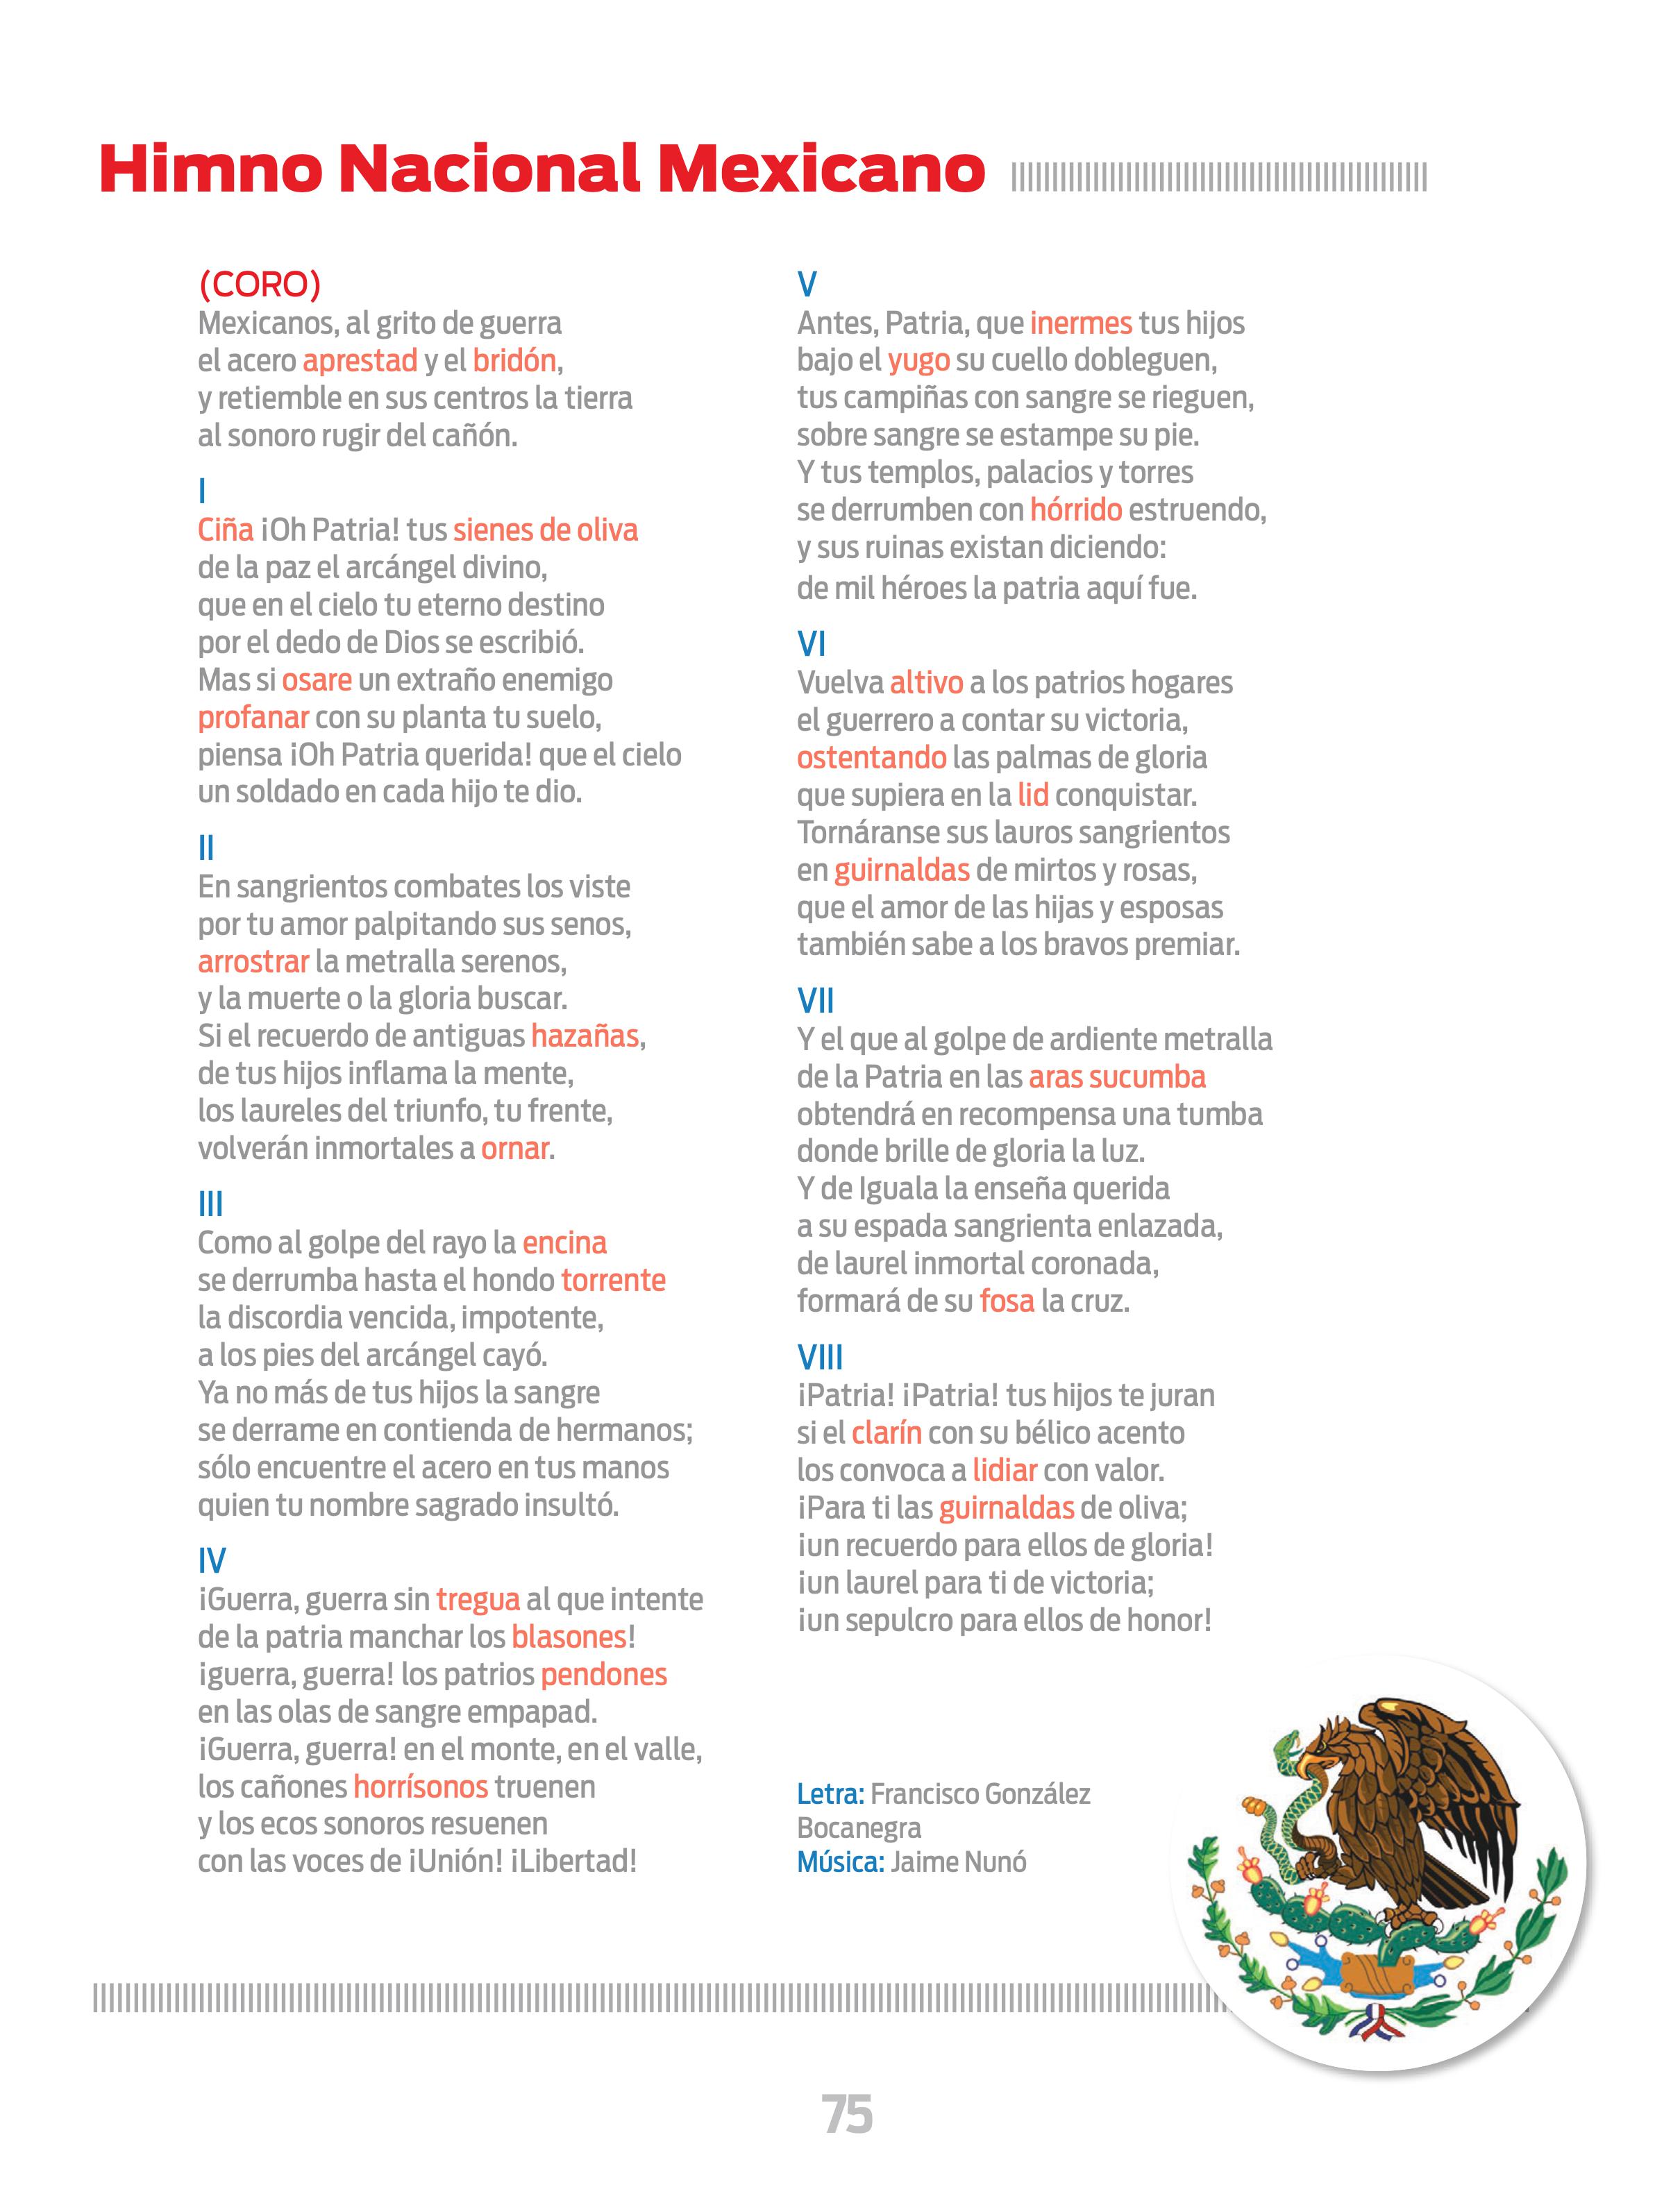 Himno Nacional Mexicano
(CORO)
Mexicanos, al grito de guerra
el acero aprestad y el bridón,
y retiemble en sus centros la tierra
al sonoro rugir del cañón.
I
Ciña ¡Oh Patria! tus sienes de oliva
de la paz el arcángel divino,
que en el cielo tu eterno destino
por el dedo de Dios se escribió.
Mas si osare un extraño enemigo
profanar con su planta tu suelo,
piensa ¡Oh Patria querida! que el cielo
un soldado en cada hijo te dio.
II
En sangrientos combates los viste
por tu amor palpitando sus senos,
arrostrar la metralla serenos,
y la muerte o la gloria buscar.
Si el recuerdo de antiguas hazañas,
de tus hijos inflama la mente,
los laureles del triunfo, tu frente,
volverán inmortales a ornar.
III
Como al golpe del rayo la encina
se derrumba hasta el hondo torrente
la discordia vencida, impotente,
a los pies del arcángel cayó.
Ya no más de tus hijos la sangre
se derrame en contienda de hermanos;
sólo encuentre el acero en tus manos
quien tu nombre sagrado insultó.
IV
¡Guerra, guerra sin tregua al que intente
de la patria manchar los blasones!
¡guerra, guerra! los patrios pendones
en las olas de sangre empapad.
¡Guerra, guerra! en el monte, en el valle,
los cañones horrísonos truenen
y los ecos sonoros resuenen
con las voces de ¡Unión! ¡Libertad!
V
Antes, Patria, que inermes tus hijos
bajo el yugo su cuello dobleguen,
tus campiñas con sangre se rieguen,
sobre sangre se estampe su pie.
Y tus templos, palacios y torres
se derrumben con hórrido estruendo,
y sus ruinas existan diciendo:
de mil héroes la patria aquí fue.
VI
Vuelva altivo a los patrios hogares
el guerrero a contar su victoria,
ostentando las palmas de gloria
que supiera en la lid conquistar.
Tornáranse sus lauros sangrientos
en guirnaldas de mirtos y rosas,
que el amor de las hijas y esposas
también sabe a los bravos premiar.
VII
Y el que al golpe de ardiente metralla
de la Patria en las aras sucumba
obtendrá en recompensa una tumba
donde brille de gloria la luz.
Y de Iguala la enseña querida
a su espada sangrienta enlazada,
de laurel inmortal coronada,
formará de su fosa la cruz.
VIII
¡Patria! ¡Patria! tus hijos te juran
si el clarín con su bélico acento
los convoca a lidiar con valor.
¡Para ti las guirnaldas de oliva;
¡un recuerdo para ellos de gloria!
¡un laurel para ti de victoria;
¡un sepulcro para ellos de honor!
Letra: Francisco González
Bocanegra
Música: Jaime Nunó
75